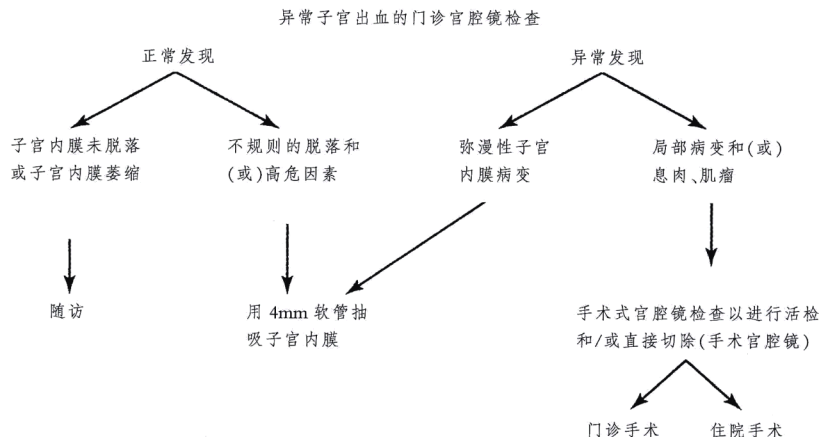 异常子宫出血的门诊宫腔镜检查
正常发现
异常发现
子宫内膜未脱落
或子宫内膜萎缩
不规则的脱落和
(或)高危因素
弥漫性子宫
内膜病变
局部病变和(或)
息肉、肌瘤
随访
用 4mm 软管抽
吸子宫内膜
手术式宫腔镜检查以进行活检
和/或直接切除(手术宫腔镜)
门诊手术
住院手术